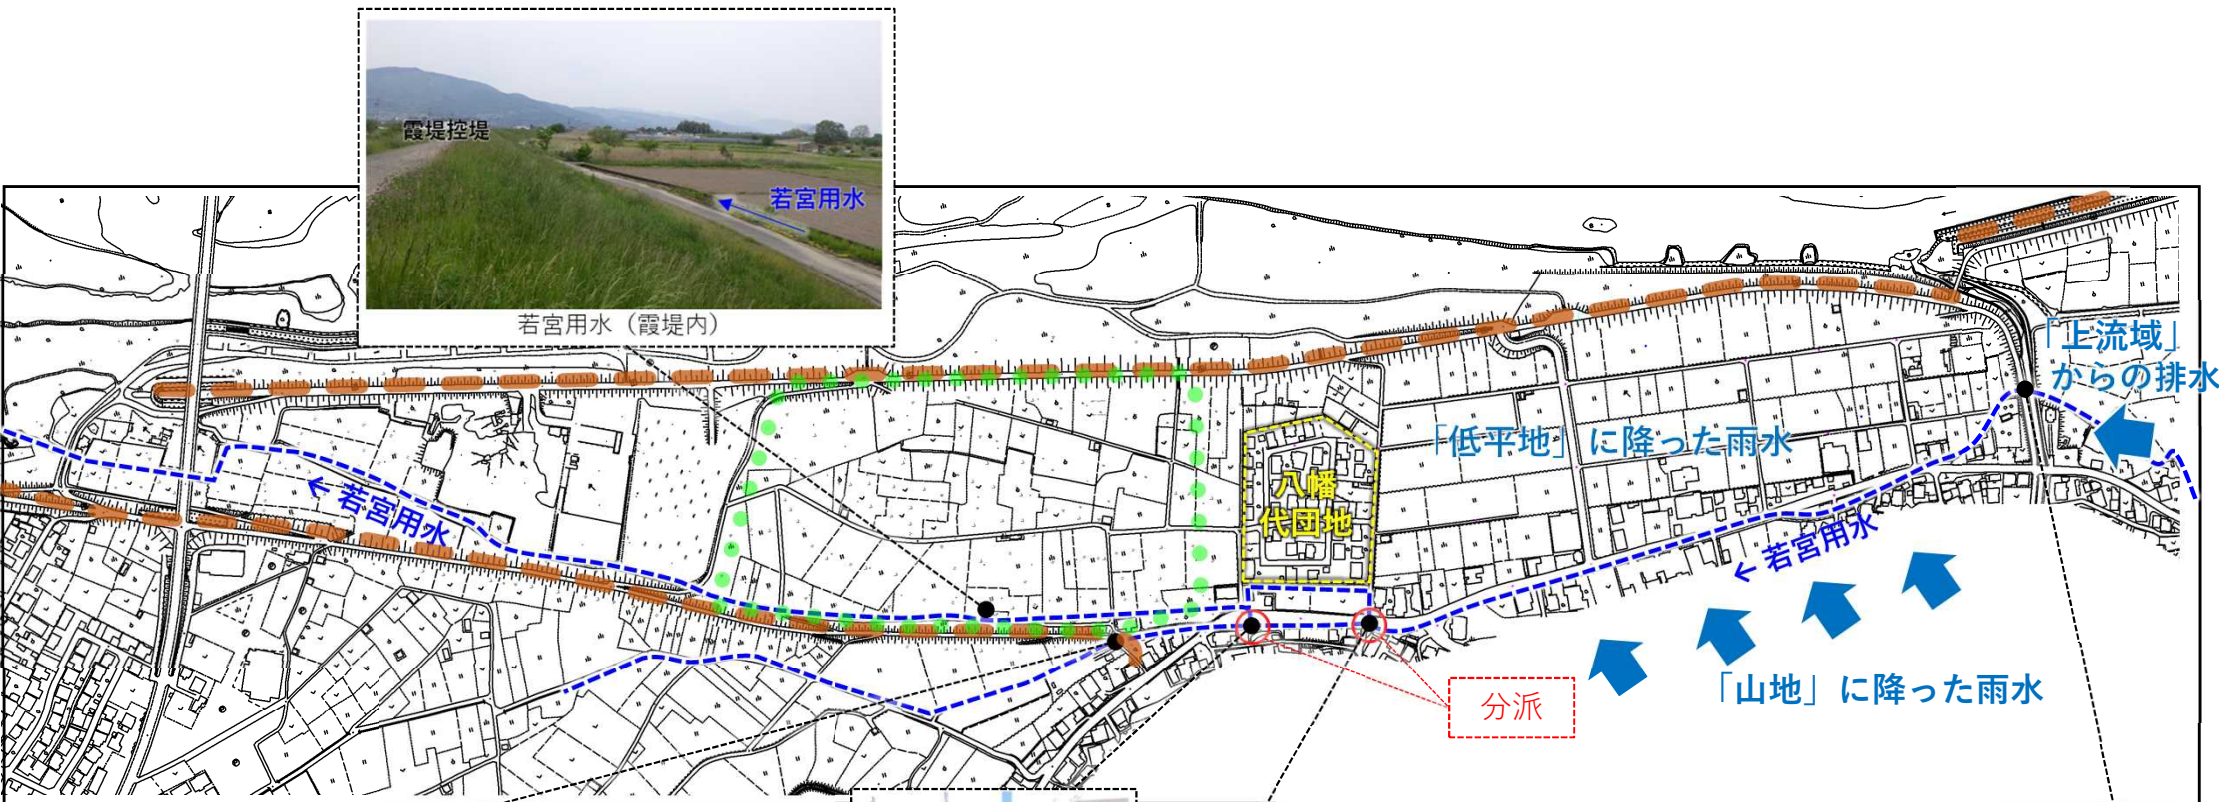 霞堤控堤
若宮用水
若宮用水（霞堤内）
「上流域」
からの排水
「低平地」に降った雨水
八幡
代団地
← 若宮用水
← 若宮用水
「山地」に降った雨水
分派